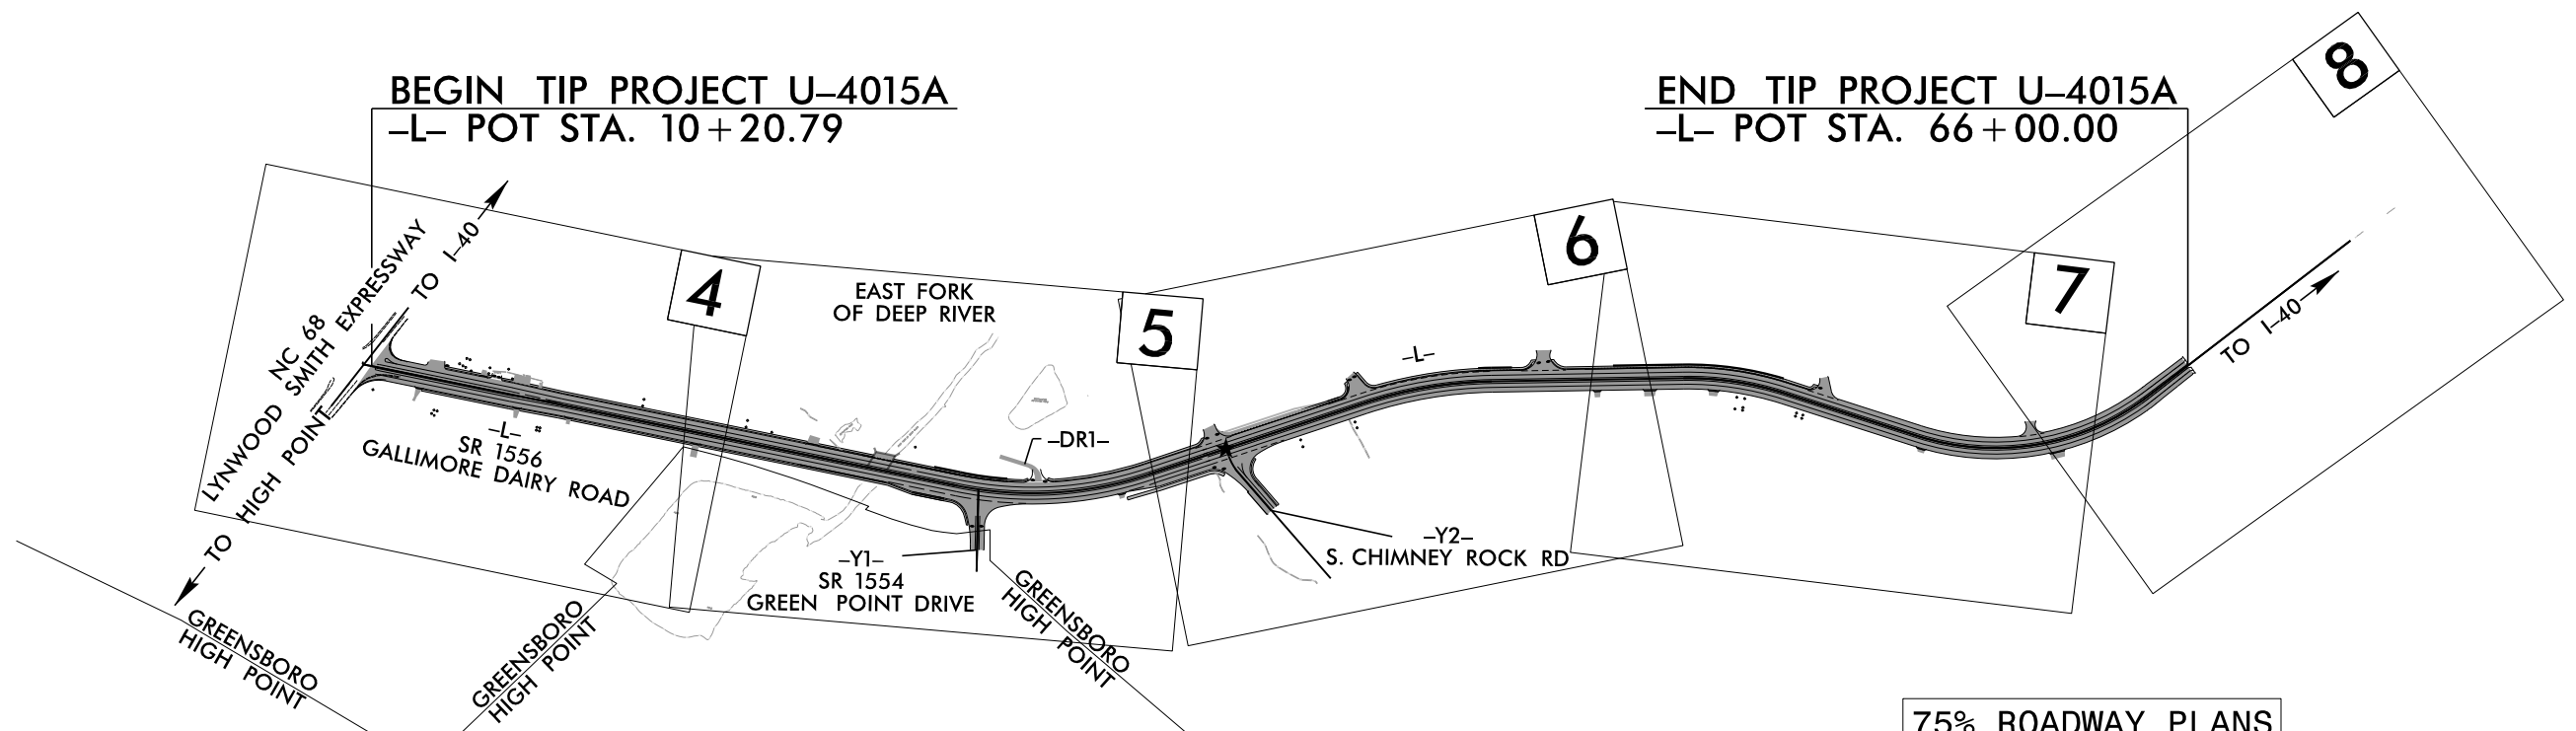 BEGIN TIP PROJECT U–4015A
–L– POT STA. 10+20.79
END TIP PROJECT U–4015A
–L– POT STA. 66+00.00
8
6
7
4
5
NC 68
LYNWOOD SMITH EXPRESSWAY
TO I–40
TO HIGH POINT
EAST FORK
OF DEEP RIVER
–L–
SR 1556
GALLIMORE DAIRY ROAD
–DR1–
–L–
TO I–40
–Y1–
SR 1554
GREEN POINT DRIVE
–Y2–
S. CHIMNEY ROCK RD
GREENSBORO
HIGH POINT
GREENSBORO
HIGH POINT
GREENSBORO
HIGH POINT
75% ROADWAY PLANS